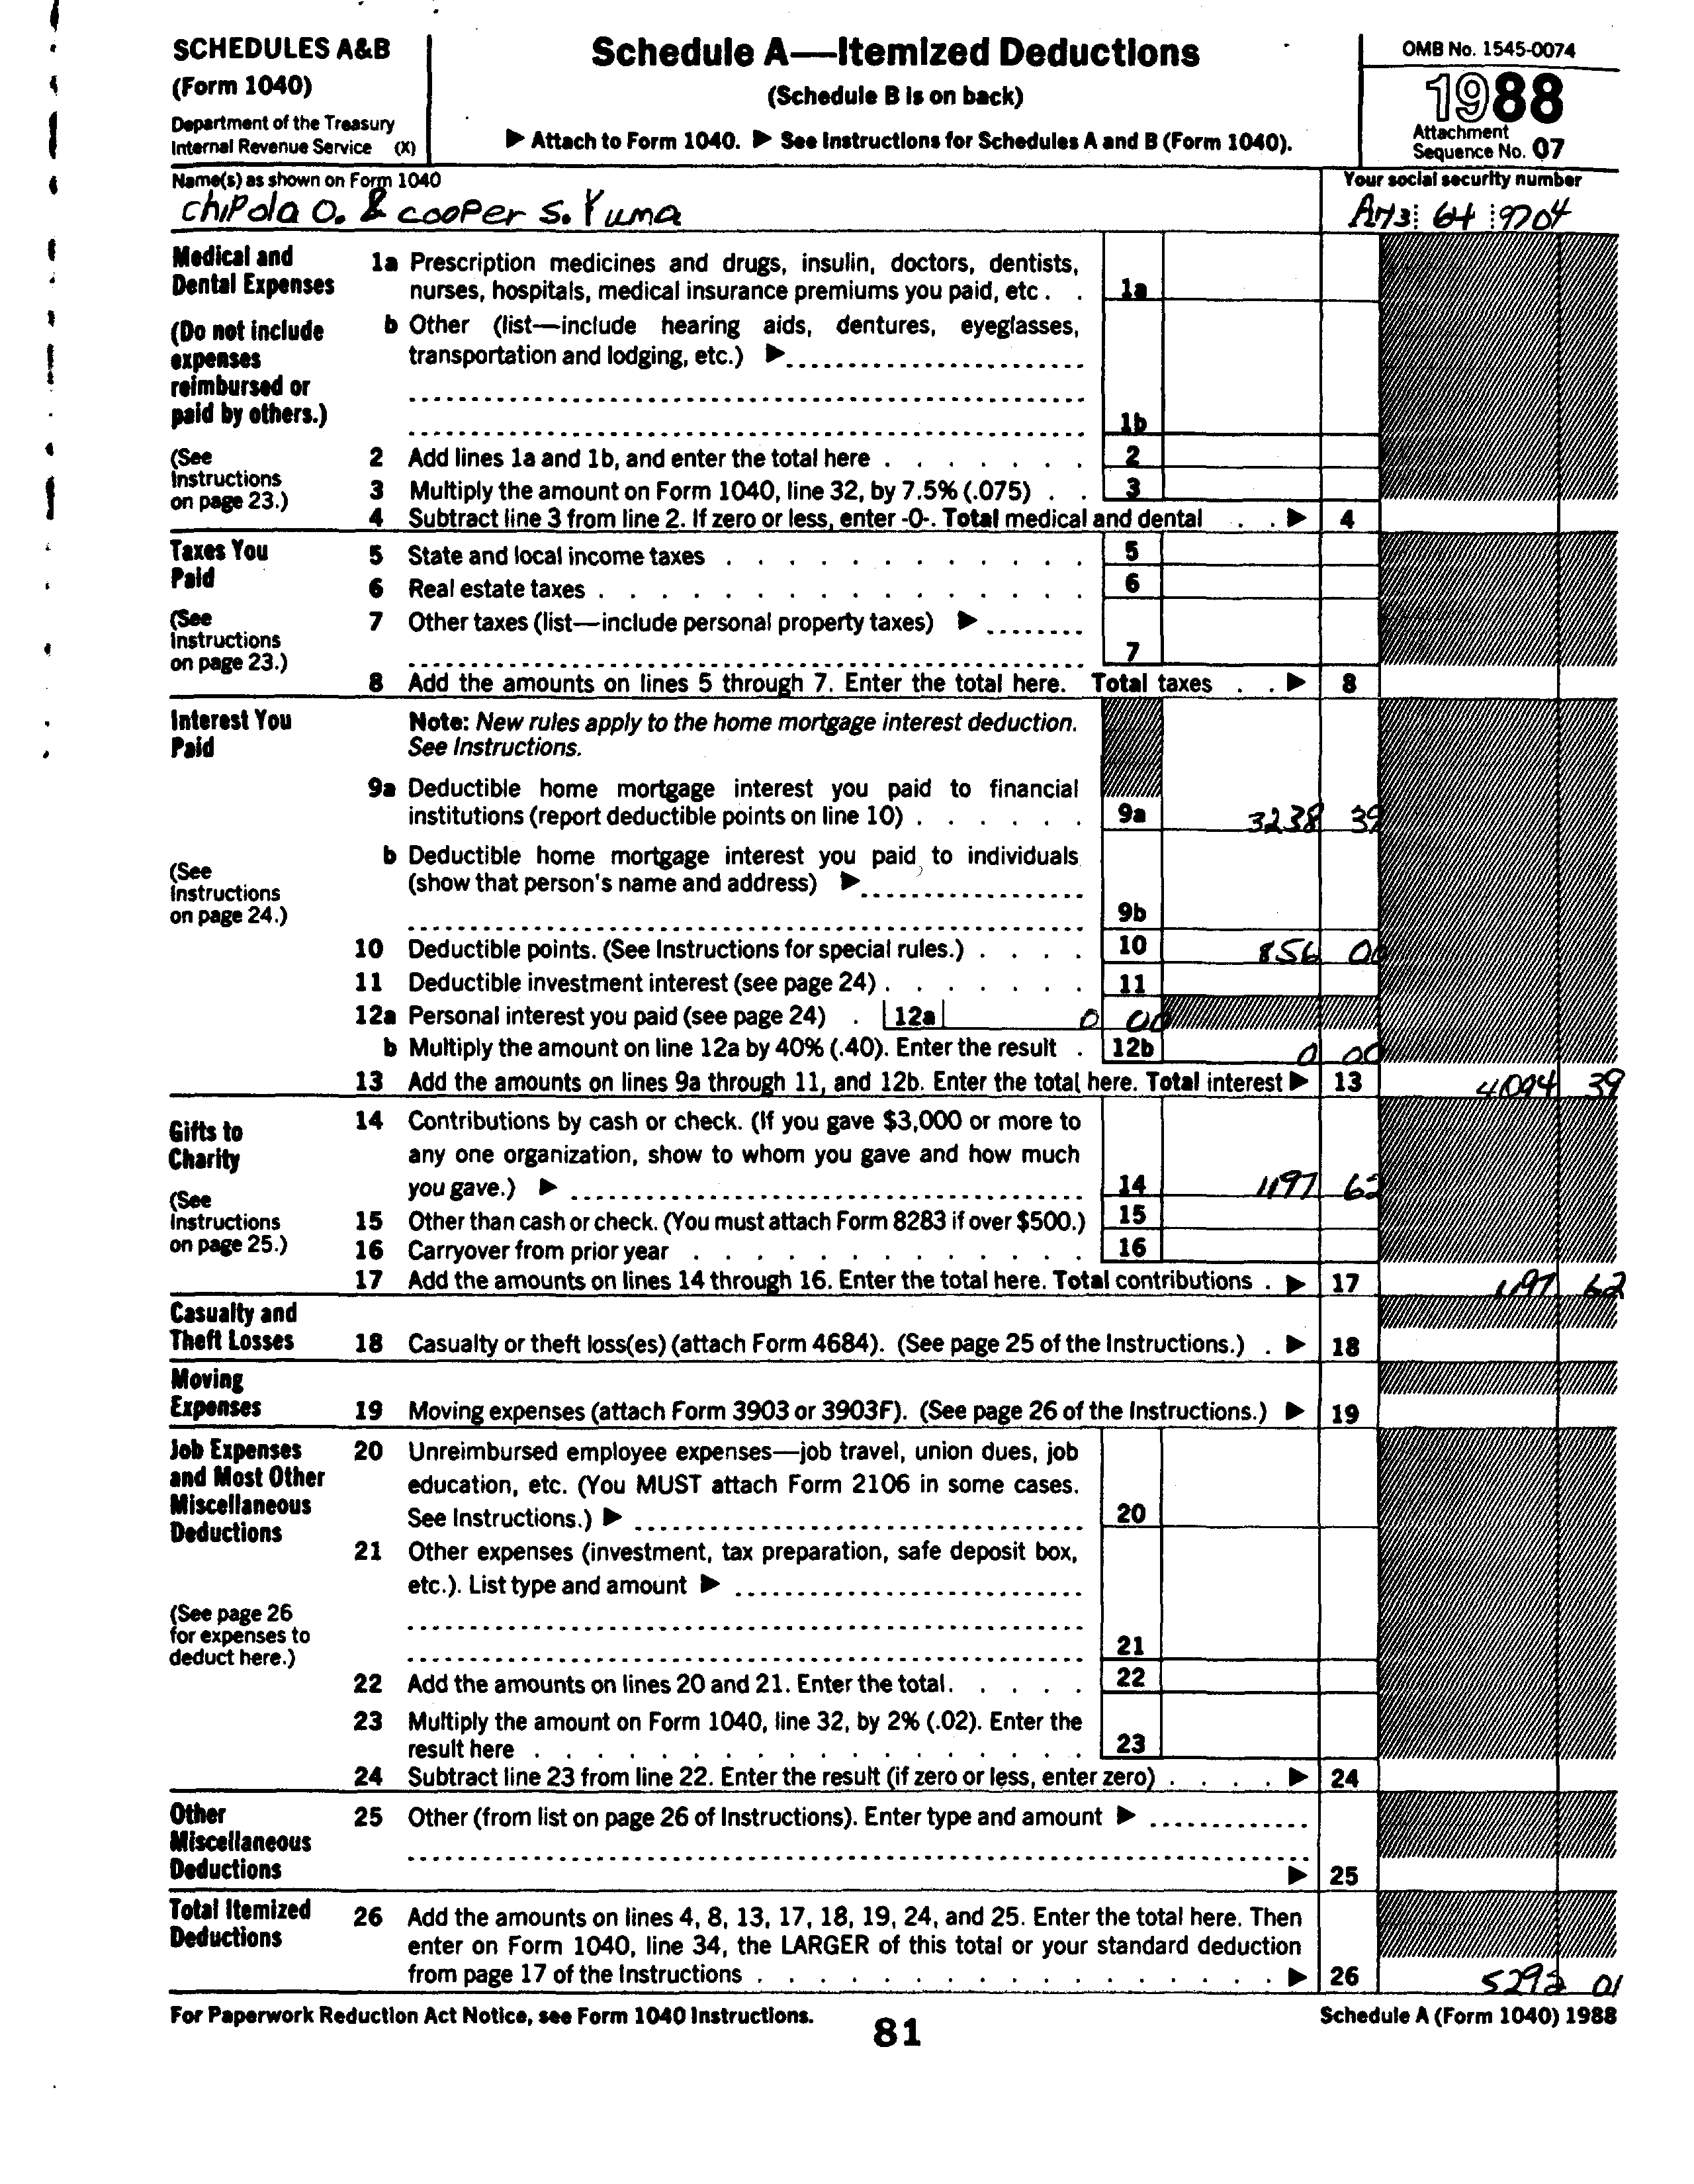 SCHEDULES A&B
(Form 1040)
Department of the Treasury
Internal Revenue Service (X)
Schedule A—Itemized Deductions
(Schedule B is on back)
▶ Attach to Form 1040. ▶ See Instructions for Schedules A and B (Form 1040).
OMB No. 1545-0074
1988
Attachment
Sequence No. 07
Name(s) as shown on Form 1040
Chipola O. & cooper S. Yuma
Your social security number
64 9704
Medical and
Dental Expenses
(Do not include
expenses
reimbursed or
paid by others.)
(See
Instructions
on page 23.)
1a Prescription medicines and drugs, insulin, doctors, dentists,
nurses, hospitals, medical insurance premiums you paid, etc . . 1a
b Other (list—include hearing aids, dentures, eyeglasses,
transportation and lodging, etc.) ▶
1b
2 Add lines 1a and 1b, and enter the total here . . . . . . . 2
3 Multiply the amount on Form 1040, line 32, by 7.5% (.075) . . 3
4 Subtract line 3 from line 2. If zero or less, enter -0-. Total medical and dental . . ▶ 4
Taxes You
Paid
(See
Instructions
on page 23.)
5 State and local income taxes . . . . . . . . . . . . 5
6 Real estate taxes . . . . . . . . . . . . . . . . 6
7 Other taxes (list—include personal property taxes) ▶
7
8 Add the amounts on lines 5 through 7. Enter the total here. Total taxes . . ▶ 8
Interest You
Paid
(See
Instructions
on page 24.)
Note: New rules apply to the home mortgage interest deduction.
See Instructions.
9a Deductible home mortgage interest you paid to financial
institutions (report deductible points on line 10) . . . . . . 9a 3238 39
b Deductible home mortgage interest you paid to individuals
(show that person's name and address) ▶
9b
10 Deductible points. (See Instructions for special rules.) . . . . 10 856 00
11 Deductible investment interest (see page 24) . . . . . . . 11
12a Personal interest you paid (see page 24) . 12a 0 00
b Multiply the amount on line 12a by 40% (.40). Enter the result . 12b 0 00
13 Add the amounts on lines 9a through 11, and 12b. Enter the total here. Total interest ▶ 13 4094 39
Gifts to
Charity
(See
Instructions
on page 25.)
14 Contributions by cash or check. (If you gave $3,000 or more to
any one organization, show to whom you gave and how much
you gave.) ▶ 14 1197 62
15 Other than cash or check. (You must attach Form 8283 if over $500.) 15
16 Carryover from prior year . . . . . . . . . . . . . 16
17 Add the amounts on lines 14 through 16. Enter the total here. Total contributions . ▶ 17 1197 62
Casualty and
Theft Losses
18 Casualty or theft loss(es) (attach Form 4684). (See page 25 of the Instructions.) . ▶ 18
Moving
Expenses
19 Moving expenses (attach Form 3903 or 3903F). (See page 26 of the Instructions.) ▶ 19
Job Expenses
and Most Other
Miscellaneous
Deductions
(See page 26
for expenses to
deduct here.)
20 Unreimbursed employee expenses—job travel, union dues, job
education, etc. (You MUST attach Form 2106 in some cases.
See Instructions.) ▶ 20
21 Other expenses (investment, tax preparation, safe deposit box,
etc.). List type and amount ▶
21
22 Add the amounts on lines 20 and 21. Enter the total. . . . . 22
23 Multiply the amount on Form 1040, line 32, by 2% (.02). Enter the
result here . . . . . . . . . . . . . . . . . . 23
24 Subtract line 23 from line 22. Enter the result (if zero or less, enter zero) . . . . ▶ 24
Other
Miscellaneous
Deductions
25 Other (from list on page 26 of Instructions). Enter type and amount ▶
▶ 25
Total Itemized
Deductions
26 Add the amounts on lines 4, 8, 13, 17, 18, 19, 24, and 25. Enter the total here. Then
enter on Form 1040, line 34, the LARGER of this total or your standard deduction
from page 17 of the Instructions . . . . . . . . . . . . . . . . . ▶ 26 5292 01
For Paperwork Reduction Act Notice, see Form 1040 Instructions.
Schedule A (Form 1040) 1988
81